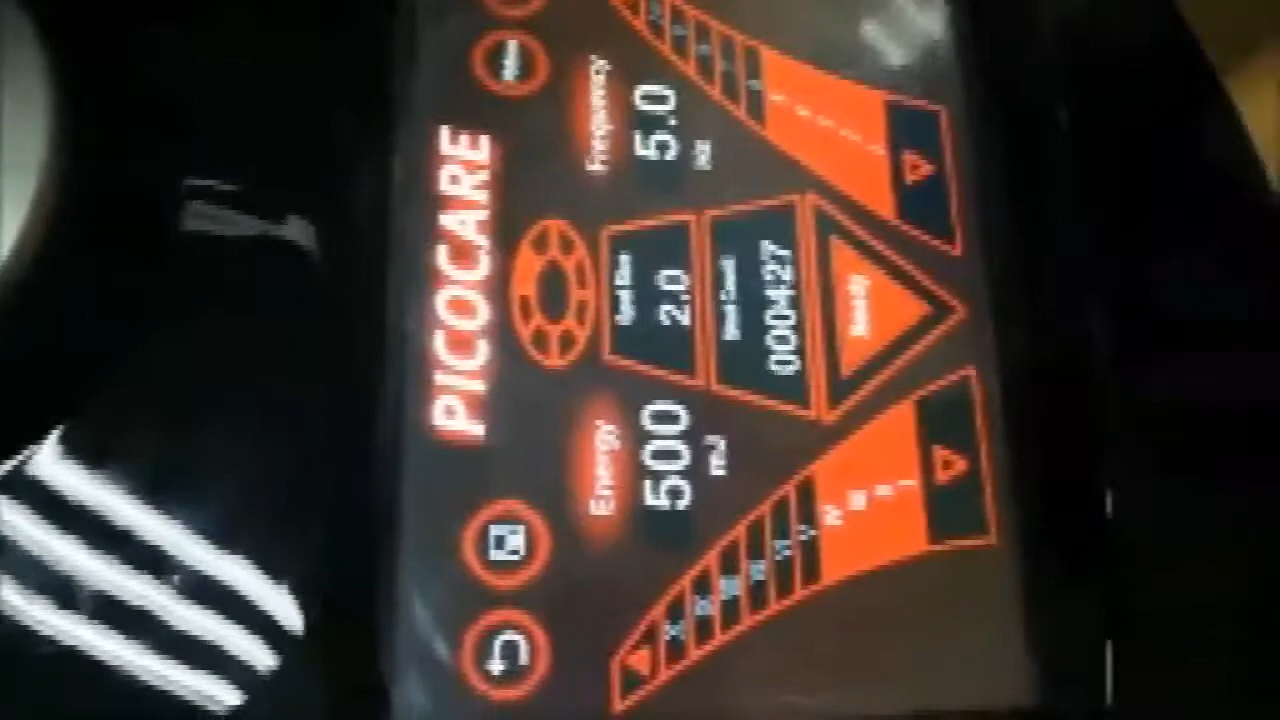 PICOCARE
Energy
500
mJ
Spot Size
2.0
Shot Count
000427
Ready
Frequency
5.0
Hz